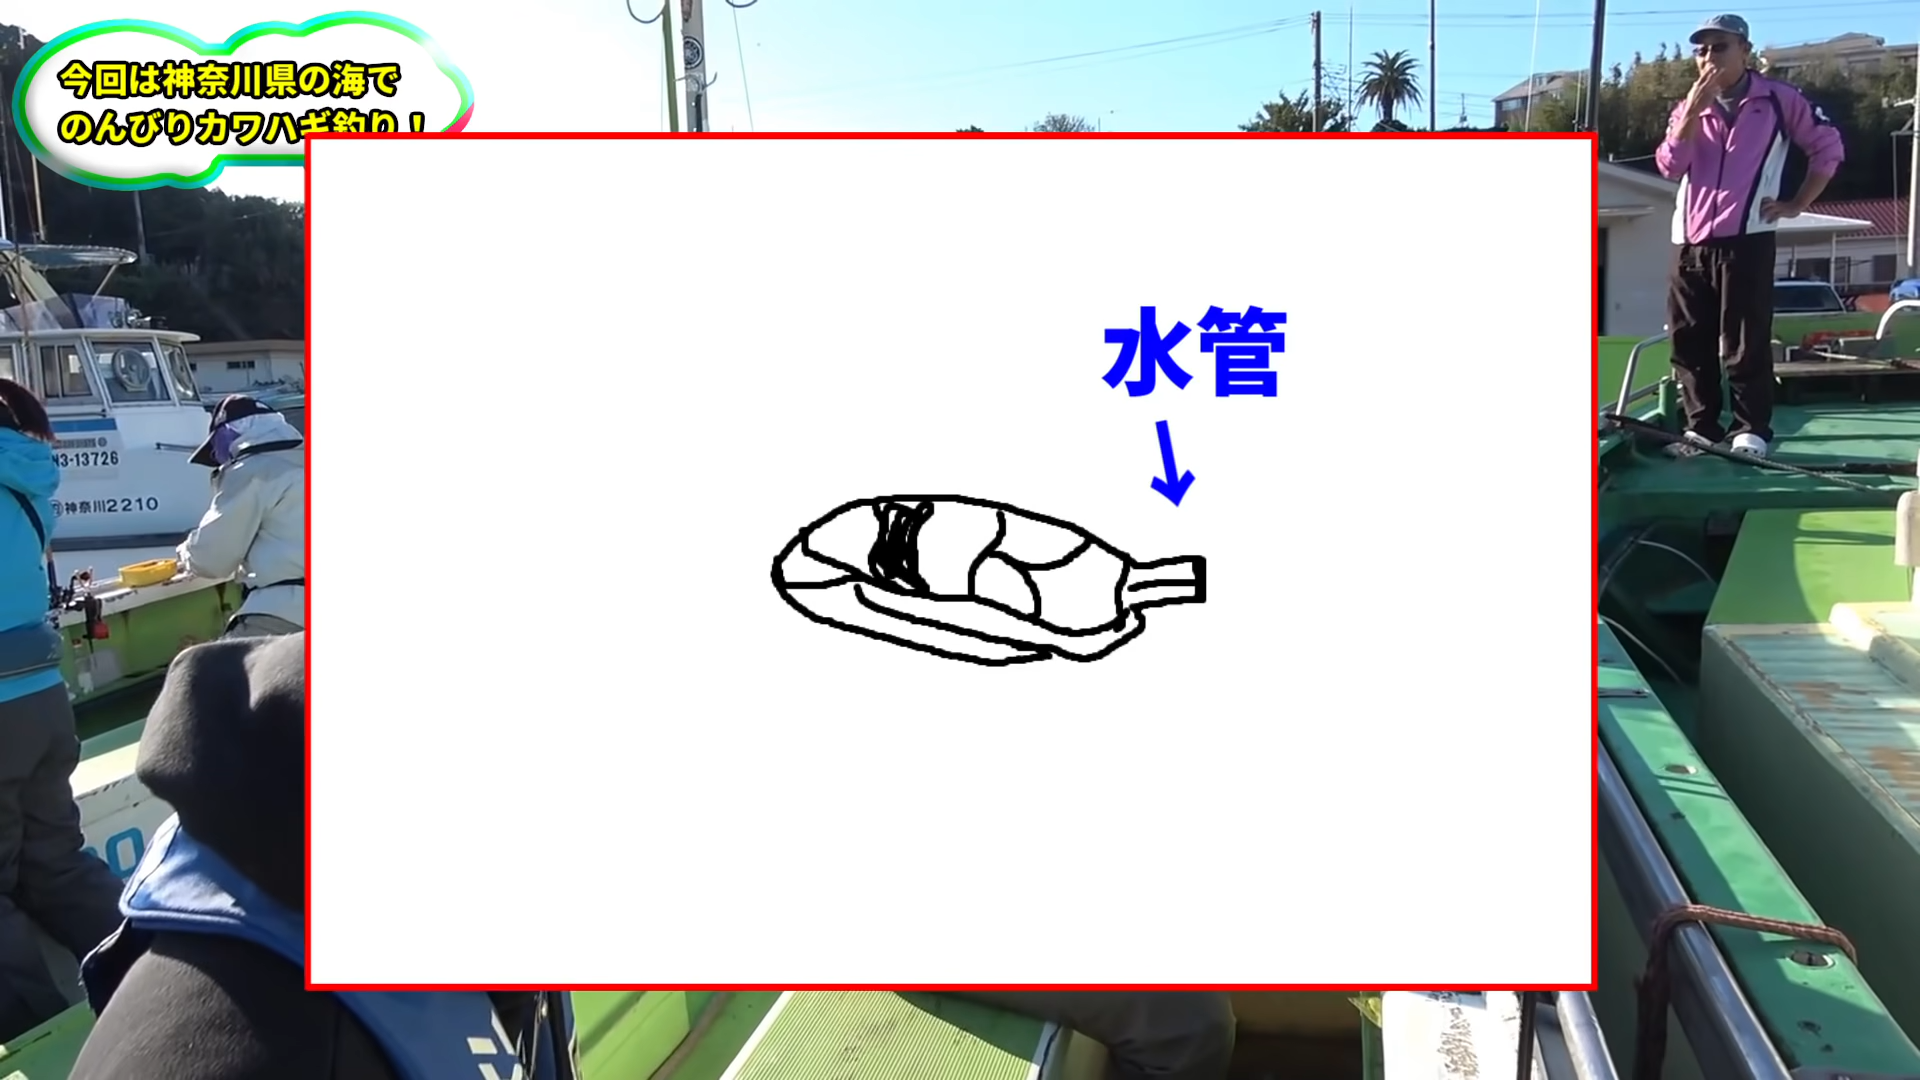 今回は神奈川県の海で
のんびりカワハギ釣り！
水管
N3-13726
神奈川2210